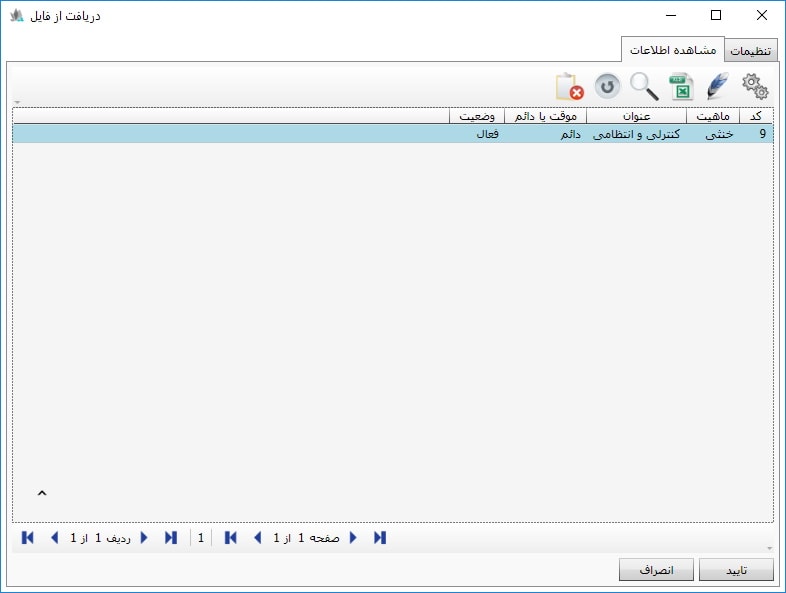 دریافت از فایل
تنظیمات مشاهده اطلاعات
کد ماهیت عنوان موقت یا دائم وضعیت
9 خنثی کنترلی و انتظامی دائم فعال
صفحه 1 از 1 1 ردیف 1 از 1
تایید انصراف